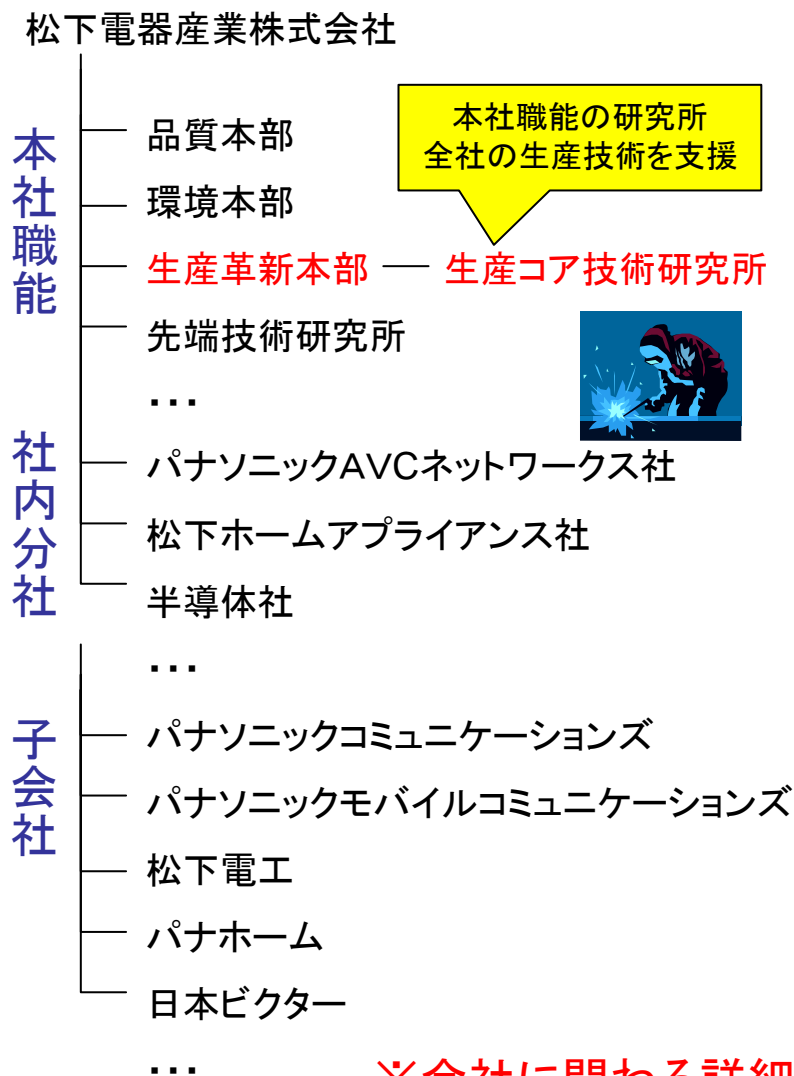 松下電器産業株式会社
本社職能
品質本部
本社職能の研究所
全社の生産技術を支援
環境本部
生産革新本部 ― 生産コア技術研究所
先端技術研究所
・・・
社内分社
パナソニックAVCネットワークス社
松下ホームアプライアンス社
半導体社
・・・
子会社
パナソニックコミュニケーションズ
パナソニックモバイルコミュニケーションズ
松下電工
パナホーム
日本ビクター
・・・ ※会社に関わる詳細